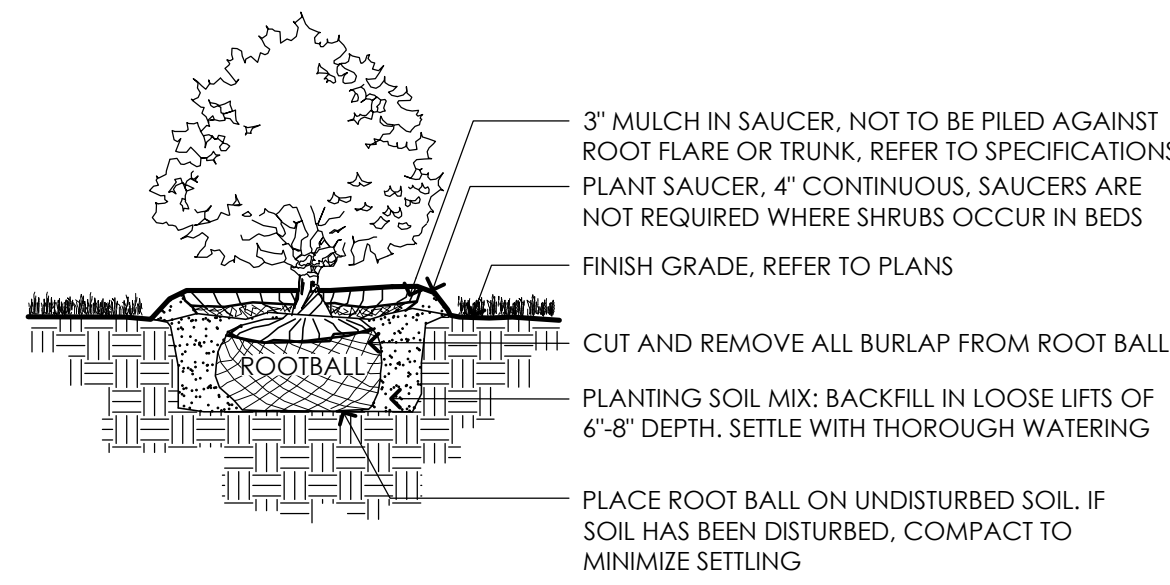 3" MULCH IN SAUCER, NOT TO BE PILED AGAINST
ROOT FLARE OR TRUNK, REFER TO SPECIFICATIONS
PLANT SAUCER, 4" CONTINUOUS, SAUCERS ARE
NOT REQUIRED WHERE SHRUBS OCCUR IN BEDS
FINISH GRADE, REFER TO PLANS
CUT AND REMOVE ALL BURLAP FROM ROOT BALL
ROOTBALL
PLANTING SOIL MIX: BACKFILL IN LOOSE LIFTS OF
6"-8" DEPTH. SETTLE WITH THOROUGH WATERING
PLACE ROOT BALL ON UNDISTURBED SOIL. IF
SOIL HAS BEEN DISTURBED, COMPACT TO
MINIMIZE SETTLING